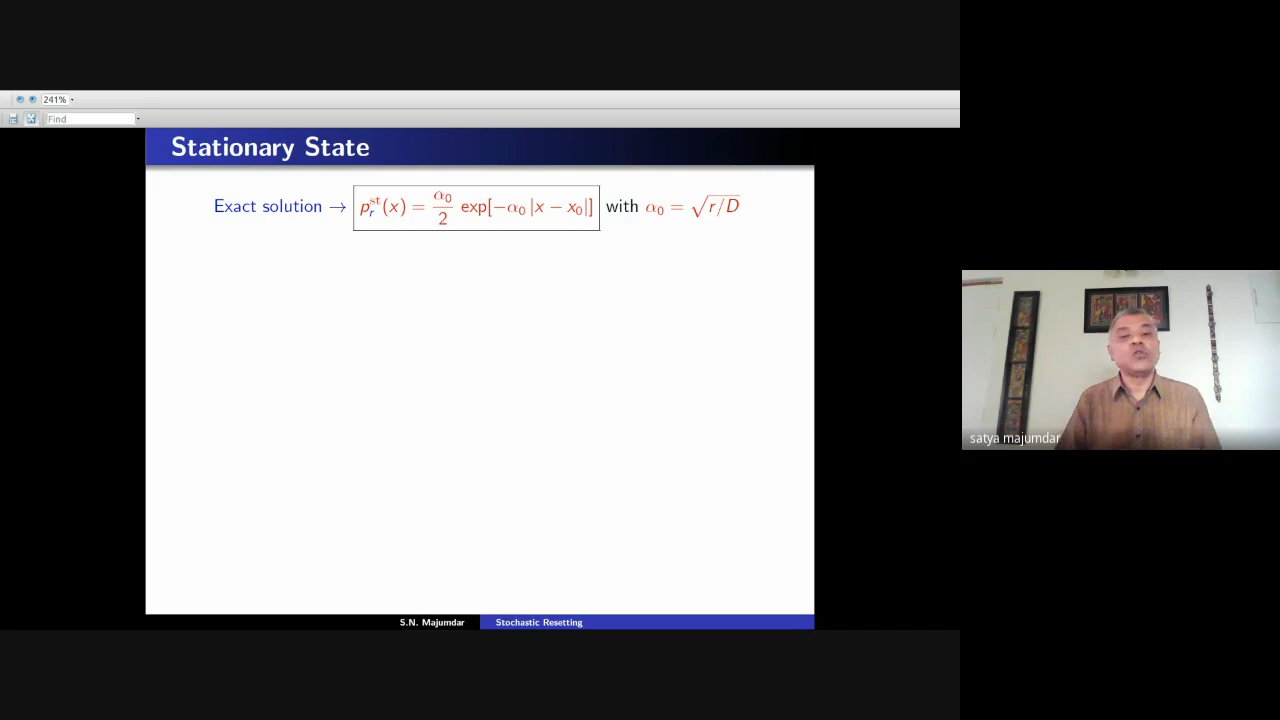 241%
Find
Stationary State
Exact solution → p_r^st(x) = α₀/2 exp[−α₀ |x − x₀|] with α₀ = √r/D
satya majumdar
S.N. Majumdar Stochastic Resetting